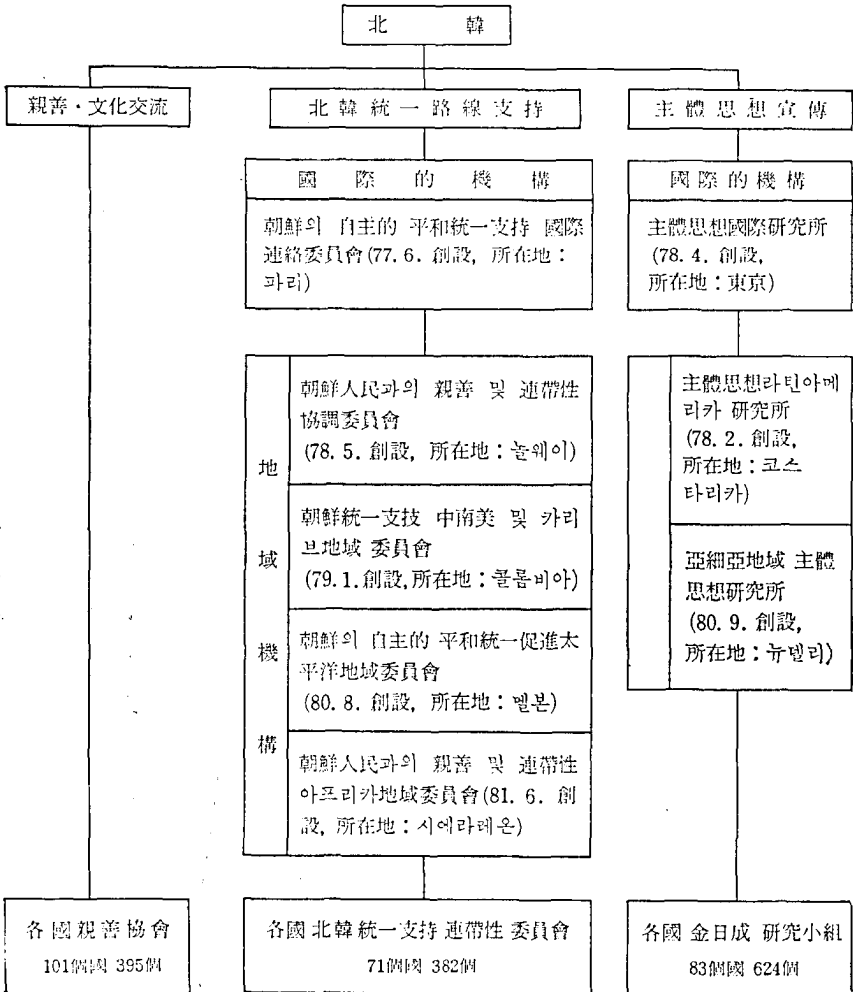 北 韓
親善·文化交流
北韓統一路線支持
主體思想宣傳
國際的機構
朝鮮의 自主的 平和統一支持 國際
連絡委員會(77.6. 創設, 所在地:
파리)
國際的機構
主體思想國際硏究所
(78.4. 創設,
所在地:東京)
地域機構
朝鮮人民과의 親善 및 連帶性
協調委員會
(78.5. 創設, 所在地:놀웨이)
朝鮮統一支技 中南美 및 카리
브地域 委員會
(79.1.創設,所在地:콜롬비아)
朝鮮의 自主的 平和統一促進太
平洋地域委員會
(80.8. 創設, 所在地:멜본)
朝鮮人民과의 親善 및 連帶性
아프리카地域委員會(81.6. 創
設, 所在地:시에라레온)
主體思想라틴아메
리카 硏究所
(78.2. 創設,
所在地:코스
타리카)
亞細亞地域 主體
思想硏究所
(80.9. 創設,
所在地:뉴델리)
各國親善協會
101個國 395個
各國 北韓統一支持 連帶性 委員會
71個國 382個
各國 金日成 硏究小組
83個國 624個